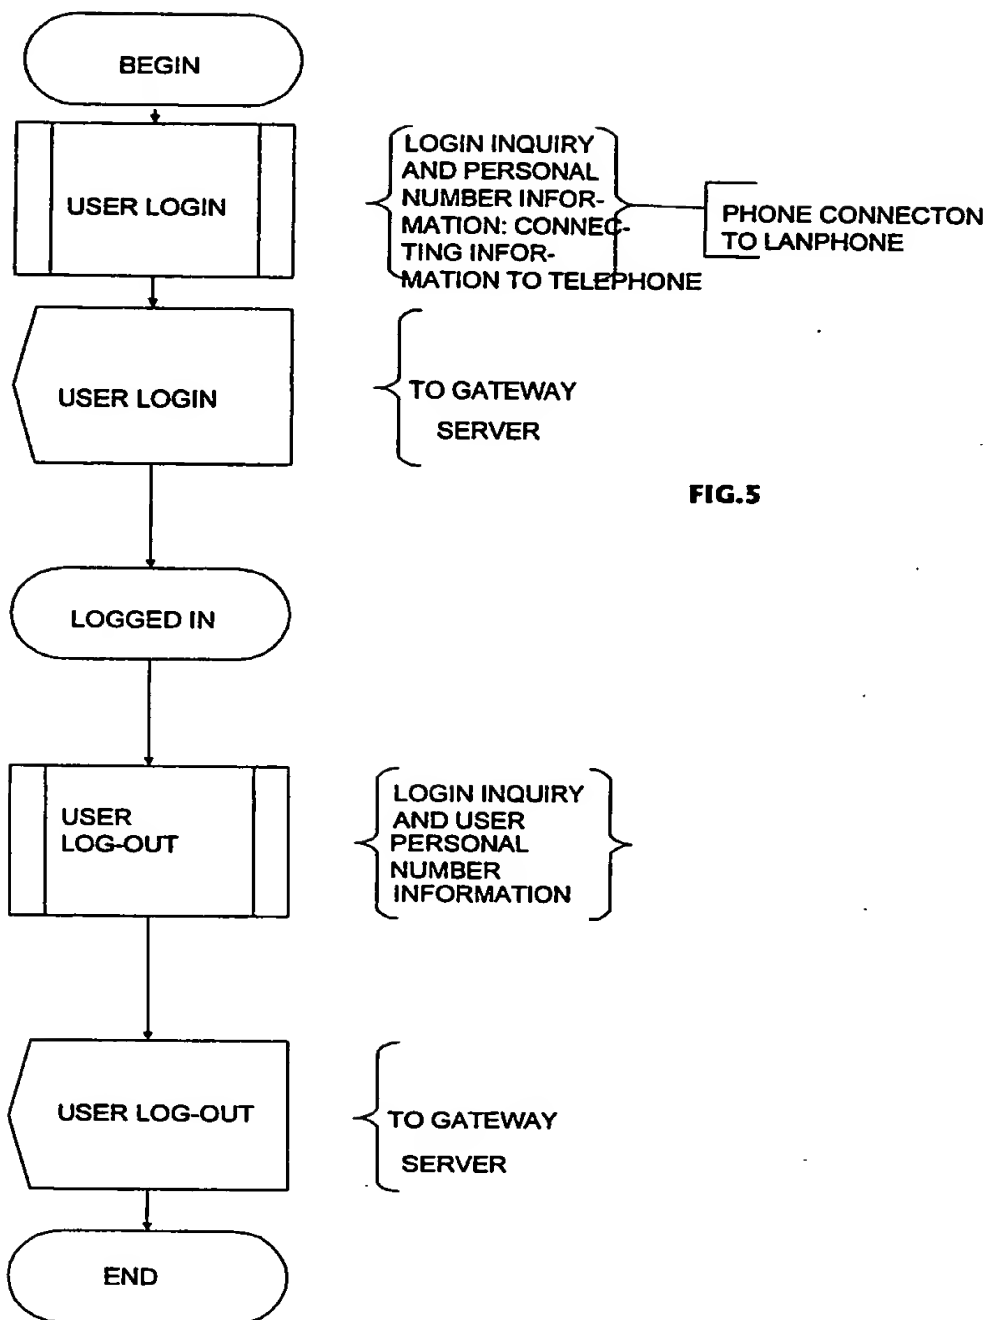 BEGIN
USER LOGIN
LOGIN INQUIRY
AND PERSONAL
NUMBER INFOR-
MATION: CONNEC-
TING INFOR-
MATION TO TELEPHONE
PHONE CONNECTON
TO LANPHONE
USER LOGIN
TO GATEWAY
SERVER
FIG.5
LOGGED IN
USER
LOG-OUT
LOGIN INQUIRY
AND USER
PERSONAL
NUMBER
INFORMATION
USER LOG-OUT
TO GATEWAY
SERVER
END